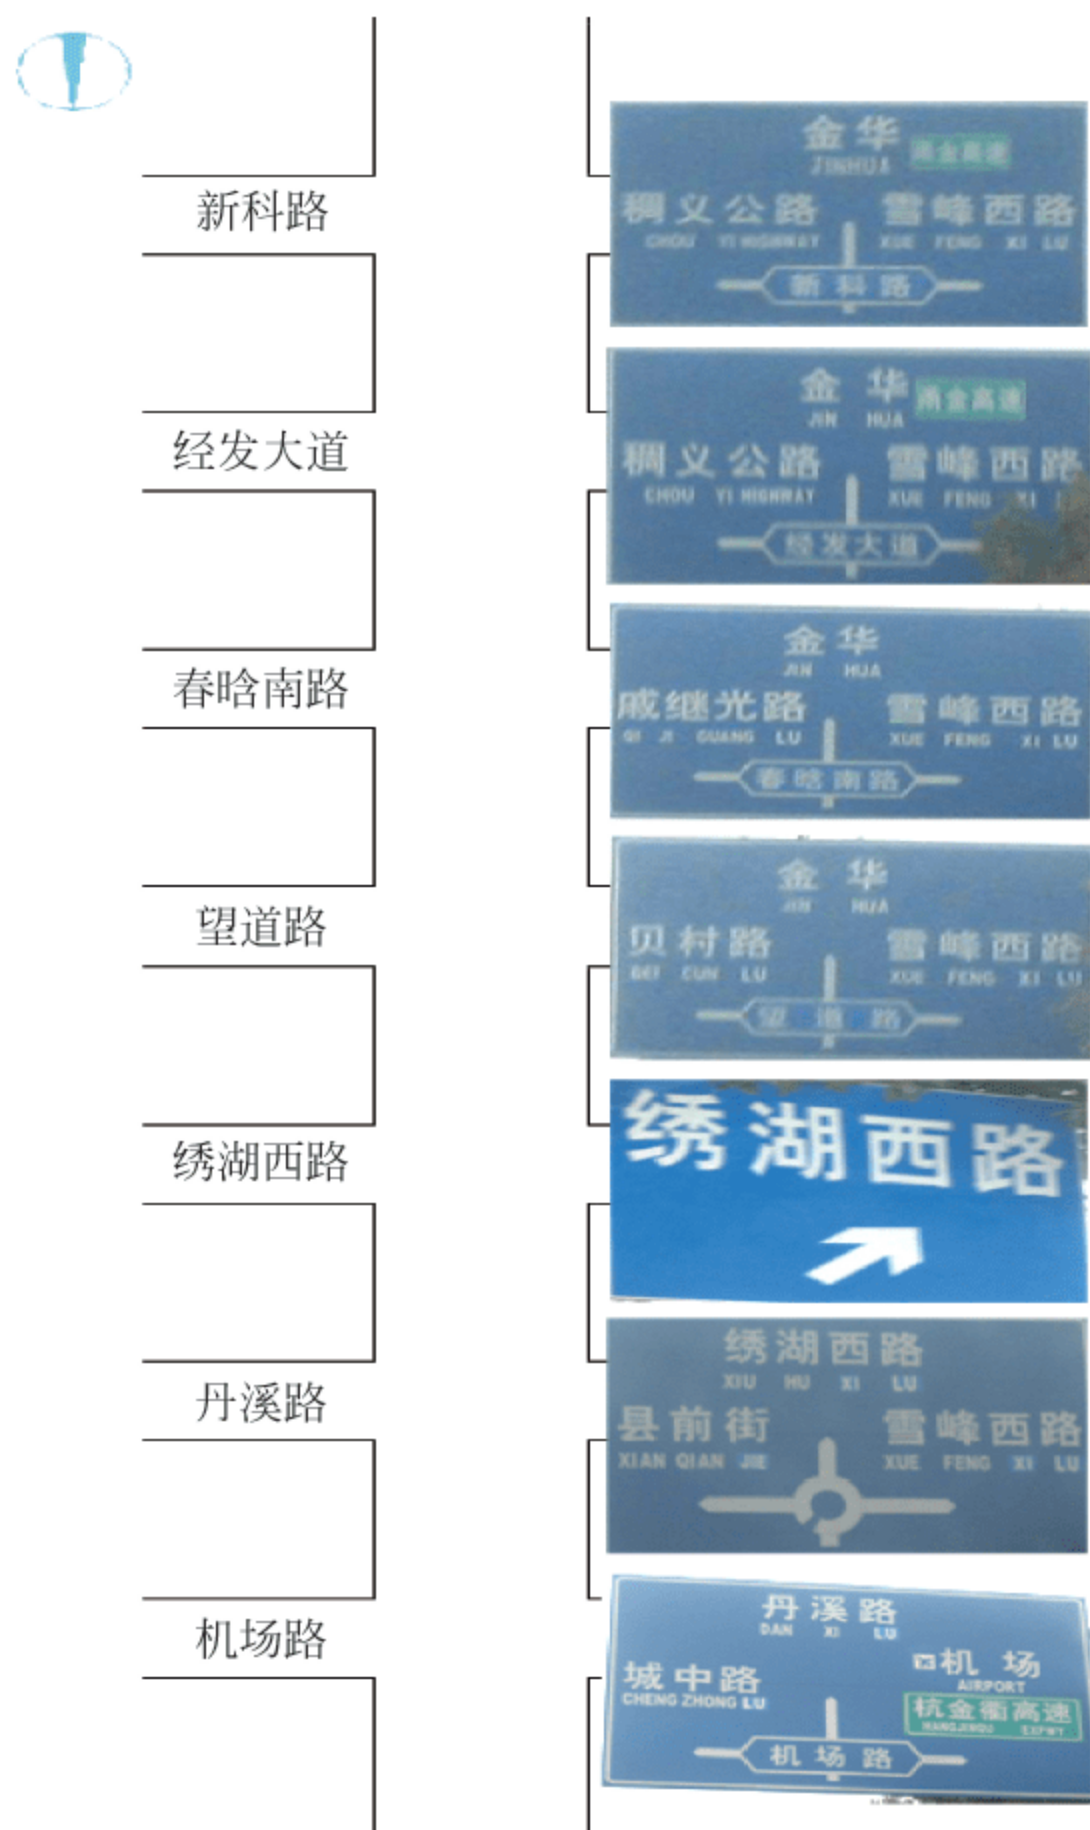 金华
JINHUA
甬金高速
新科路
稠义公路 雪峰西路
CHOU YI HIGHWAY XUE FENG XI LU
新科路
金华
JIN HUA
甬金高速
经发大道
稠义公路 雪峰西路
CHOU YI HIGHWAY XUE FENG XI
经发大道
金华
JIN HUA
春晗南路
戚继光路 雪峰西路
QI JI GUANG LU XUE FENG XI LU
春晗南路
金华
JIN HUA
望道路
贝村路 雪峰西路
BEI CUN LU XUE FENG XI LU
望道路
绣湖西路
绣湖西路
绣湖西路
XIU HU XI LU
丹溪路
县前街 雪峰西路
XIAN QIAN JIE XUE FENG XI LU
丹溪路
DAN XI LU
机场路
城中路 机场
CHENG ZHONG LU AIRPORT
杭金衢高速
HANGJINQU EXPWY
机场路